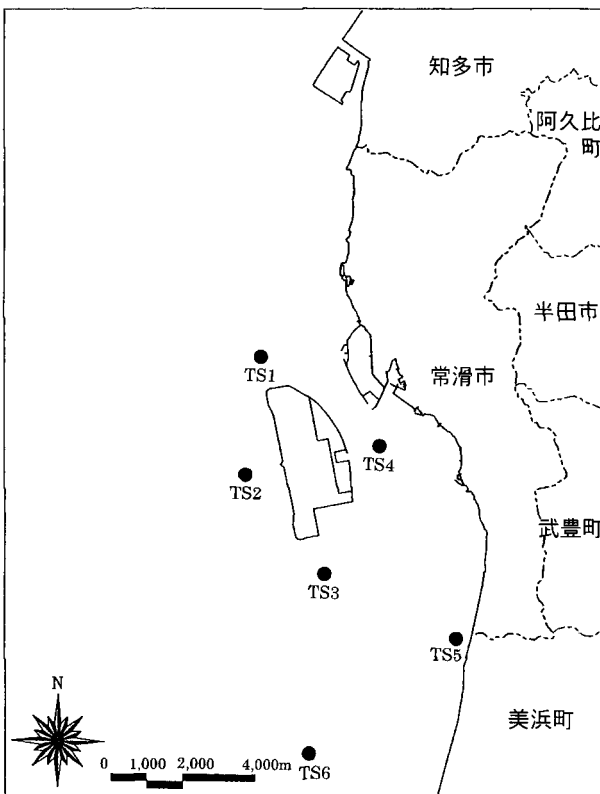 知多市
阿久比
町
半田市
常滑市
TS1
TS4
TS2
武豊町
TS3
TS5
美浜町
N
0 1,000 2,000 4,000m
TS6